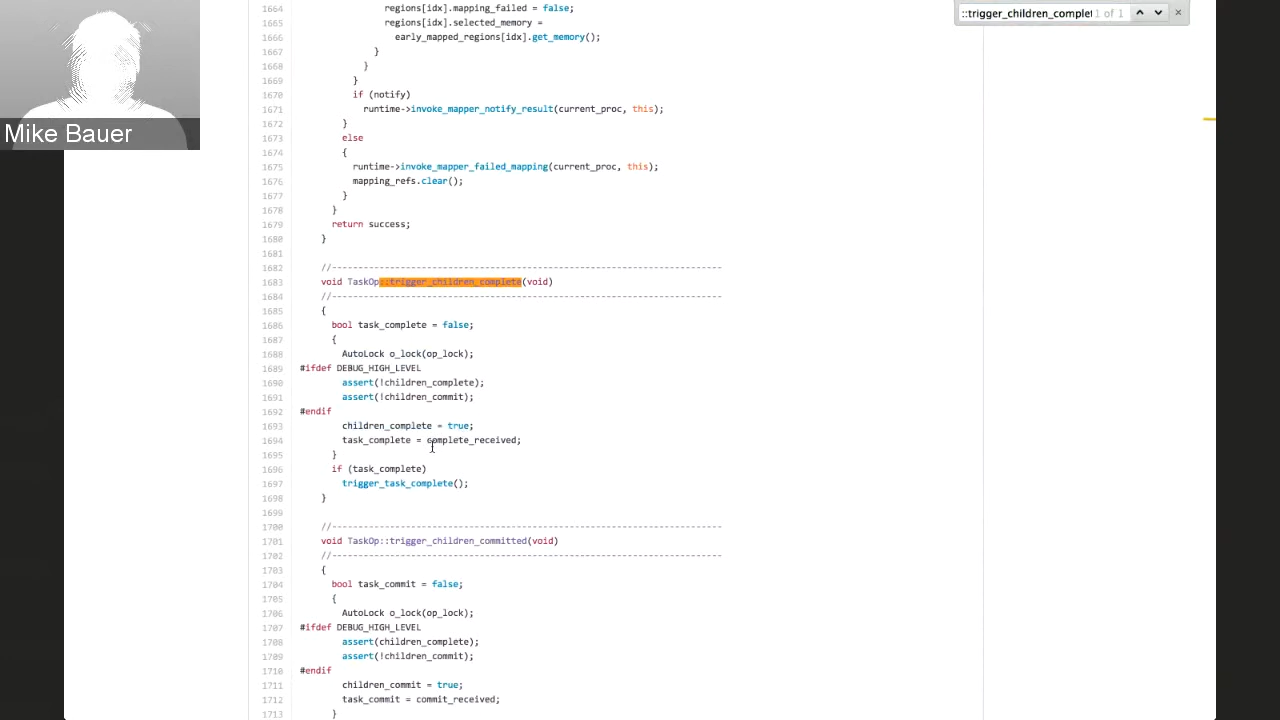 ::trigger_children_complet 1 of 1
Mike Bauer
1664 regions[idx].mapping_failed = false;
1665 regions[idx].selected_memory =
1666 early_mapped_regions[idx].get_memory();
1667 }
1668 }
1669 }
1670 if (notify)
1671 runtime->invoke_mapper_notify_result(current_proc, this);
1672 }
1673 else
1674 {
1675 runtime->invoke_mapper_failed_mapping(current_proc, this);
1676 mapping_refs.clear();
1677 }
1678 }
1679 return success;
1680 }
1681
1682 //--------------------------------------------------------------------------
1683 void TaskOp::trigger_children_complete(void)
1684 //--------------------------------------------------------------------------
1685 {
1686 bool task_complete = false;
1687 {
1688 AutoLock o_lock(op_lock);
1689 #ifdef DEBUG_HIGH_LEVEL
1690 assert(!children_complete);
1691 assert(!children_commit);
1692 #endif
1693 children_complete = true;
1694 task_complete = complete_received;
1695 }
1696 if (task_complete)
1697 trigger_task_complete();
1698 }
1699
1700 //--------------------------------------------------------------------------
1701 void TaskOp::trigger_children_committed(void)
1702 //--------------------------------------------------------------------------
1703 {
1704 bool task_commit = false;
1705 {
1706 AutoLock o_lock(op_lock);
1707 #ifdef DEBUG_HIGH_LEVEL
1708 assert(children_complete);
1709 assert(!children_commit);
1710 #endif
1711 children_commit = true;
1712 task_commit = commit_received;
1713 }